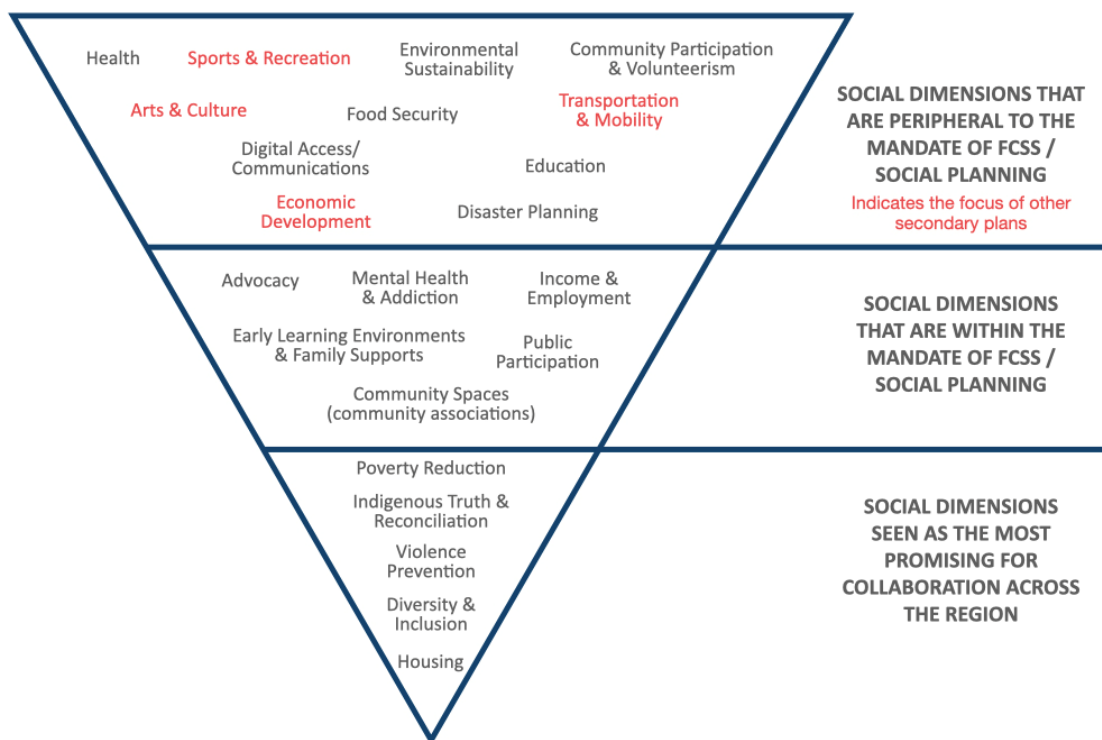 Health
Sports & Recreation
Environmental
Sustainability
Community Participation
& Volunteerism
Arts & Culture
Food Security
Transportation
& Mobility
Digital Access/
Communications
Education
Economic
Development
Disaster Planning
SOCIAL DIMENSIONS THAT
ARE PERIPHERAL TO THE
MANDATE OF FCSS /
SOCIAL PLANNING
Indicates the focus of other
secondary plans
Advocacy
Mental Health
& Addiction
Income &
Employment
Early Learning Environments
& Family Supports
Public
Participation
Community Spaces
(community associations)
SOCIAL DIMENSIONS
THAT ARE WITHIN THE
MANDATE OF FCSS /
SOCIAL PLANNING
Poverty Reduction
Indigenous Truth &
Reconciliation
Violence
Prevention
Diversity &
Inclusion
Housing
SOCIAL DIMENSIONS
SEEN AS THE MOST
PROMISING FOR
COLLABORATION ACROSS
THE REGION